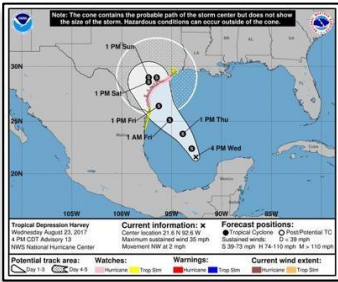 Note: The cone contains the probable path of the storm center but does not show
the size of the storm. Hazardous conditions can occur outside of the cone.
1 PM Sun
30N
1 PM Sat
1 PM Fri
1 PM Thu
25N
1 AM Fri
4 PM Wed
20N
105W 100W 95W 90W 85W
Tropical Depression Harvey
Wednesday August 23, 2017
4 PM CDT Advisory 13
NWS National Hurricane Center
Current information: x
Center location 21.6 N 92.6 W
Maximum sustained wind 35 mph
Movement NW at 2 mph
Forecast positions:
Tropical Cyclone Post/Potential TC
Sustained winds: D < 39 mph
S 39-73 mph H 74-110 mph M > 110 mph
Potential track area: Watches: Warnings: Current wind extent:
Day 1-3 Day 4-5 Hurricane Trop Stm Hurricane Trop Stm Hurricane Trop Stm